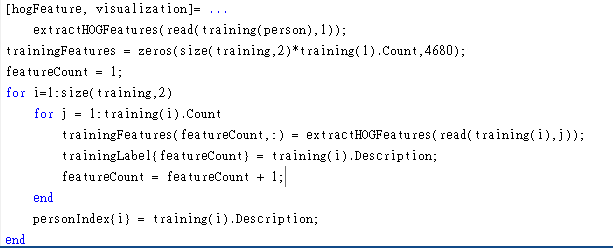 [hogFeature, visualization]= ...
extractHOGFeatures(read(training(person),1));
trainingFeatures = zeros(size(training,2)*training(1).Count,4680);
featureCount = 1;
for i=1:size(training,2)
for j = 1:training(i).Count
trainingFeatures(featureCount,:) = extractHOGFeatures(read(training(i),j));
trainingLabel{featureCount} = training(i).Description;
featureCount = featureCount + 1;
end
personIndex{i} = training(i).Description;
end